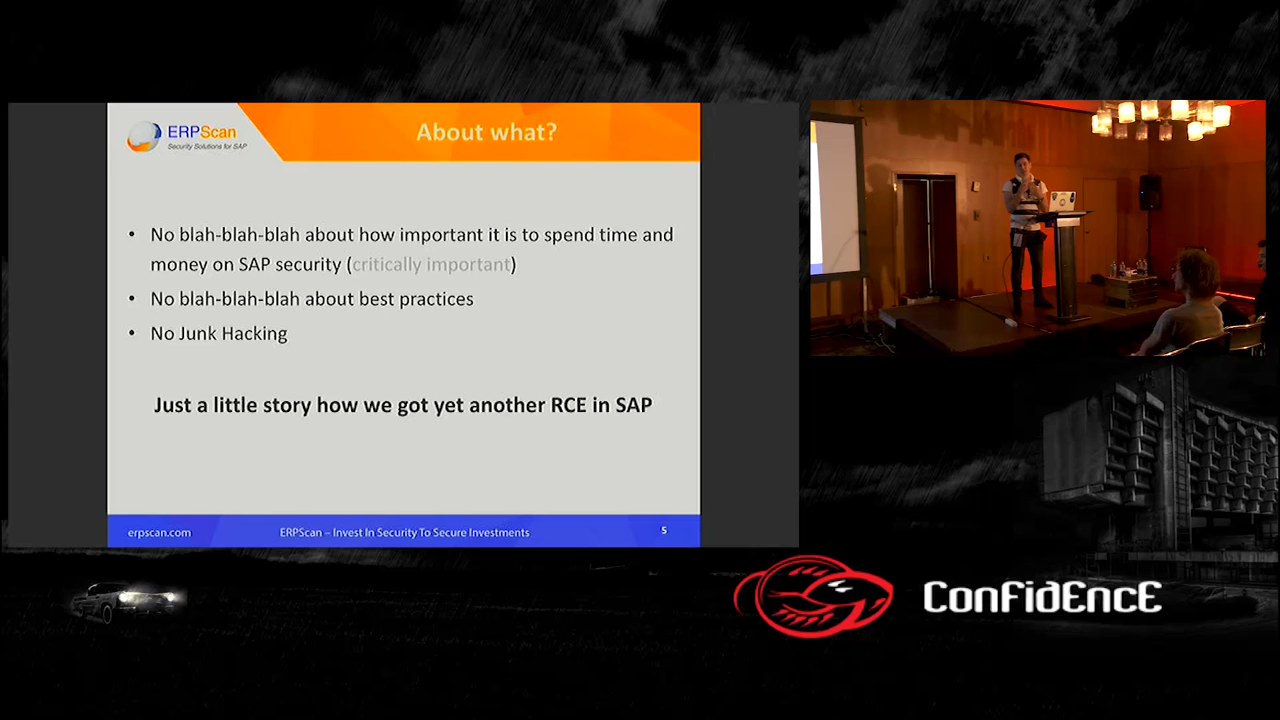 ERPScan
Security Solutions for SAP
About what?
• No blah-blah-blah about how important it is to spend time and
money on SAP security (critically important)
• No blah-blah-blah about best practices
• No Junk Hacking
Just a little story how we got yet another RCE in SAP
erpscan.com
ERPScan – Invest In Security To Secure Investments
5
ConFidEncE